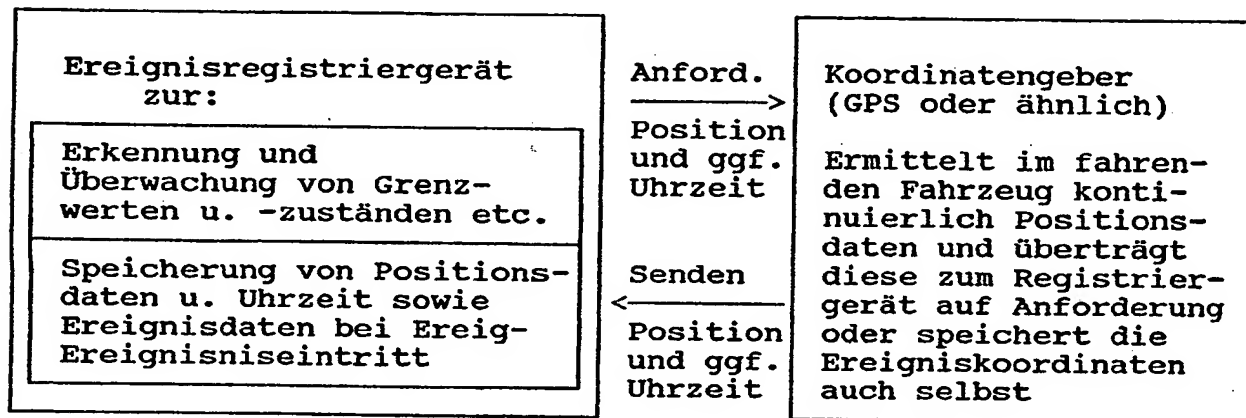 Ereignisregistriergerät
zur:
Erkennung und
Überwachung von Grenz-
werten u. -zuständen etc.
Speicherung von Positions-
daten u. Uhrzeit sowie
Ereignisdaten bei Ereig-
Ereignisniseintritt
Anford.
Position
und ggf.
Uhrzeit
Senden
Position
und ggf.
Uhrzeit
Koordinatengeber
(GPS oder ähnlich)
Ermittelt im fahren-
den Fahrzeug konti-
nuierlich Positions-
daten und überträgt
diese zum Registrier-
gerät auf Anforderung
oder speichert die
Ereigniskoordinaten
auch selbst